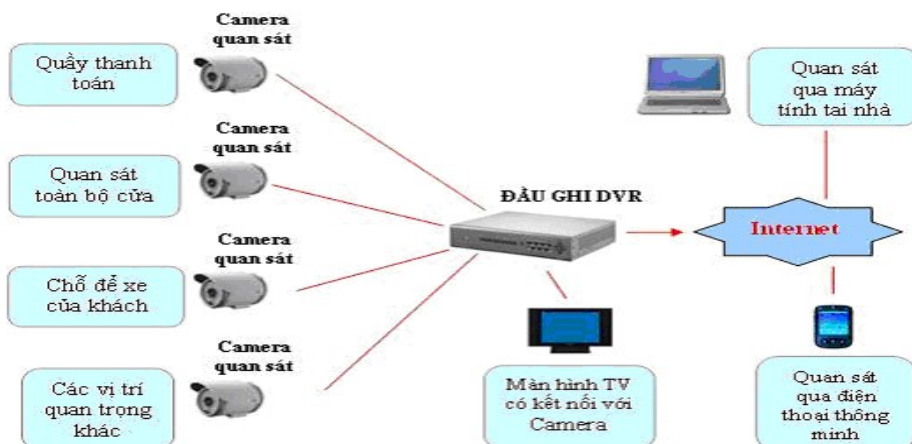 Camera
quan sát
Quầy thanh
toán
Camera
quan sát
Quan sát
toàn bộ cửa
Camera
quan sát
Chỗ để xe
của khách
Camera
quan sát
Các vị trí
quan trọng
khác
ĐẦU GHI DVR
Màn hình TV
có kết nối với
Camera
Quan sát
qua máy
tính tai nhà
Internet
Quan sát
qua điện
thoại thông
minh